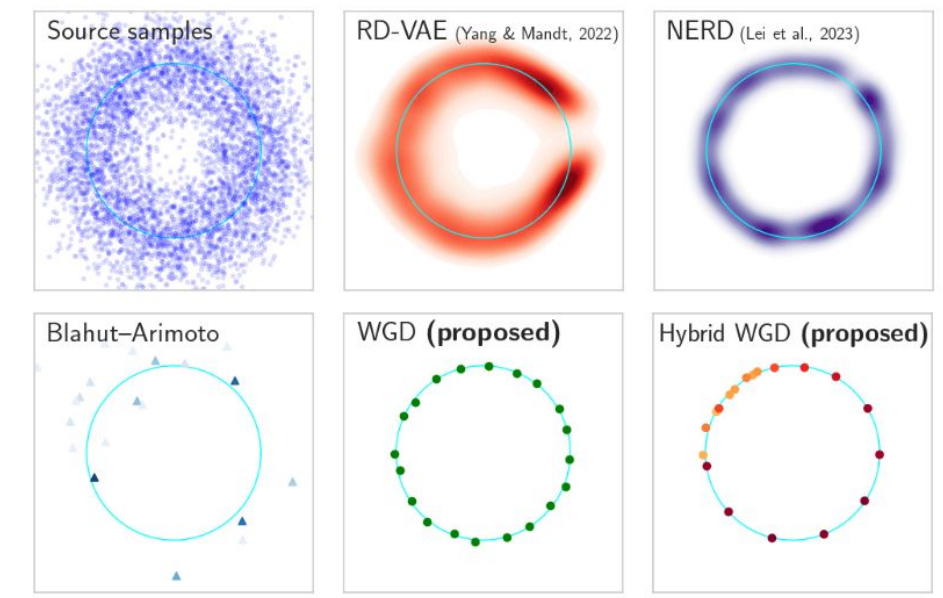 Source samples
RD-VAE (Yang & Mandt, 2022)
NERD (Lei et al., 2023)
Blahut–Arimoto
WGD (proposed)
Hybrid WGD (proposed)